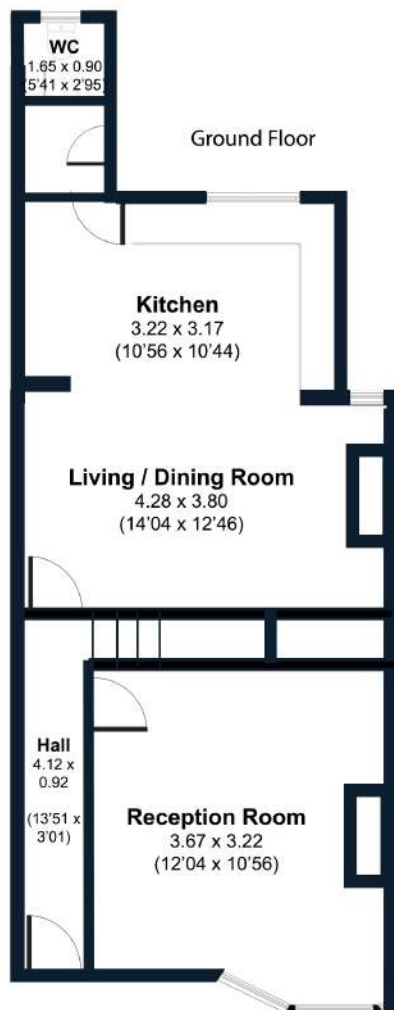 WC
1.65 x 0.90
(5'41 x 2'95)
Ground Floor
Kitchen
3.22 x 3.17
(10'56 x 10'44)
Living / Dining Room
4.28 x 3.80
(14'04 x 12'46)
Hall
4.12 x
0.92
(13'51 x
3'01)
Reception Room
3.67 x 3.22
(12'04 x 10'56)